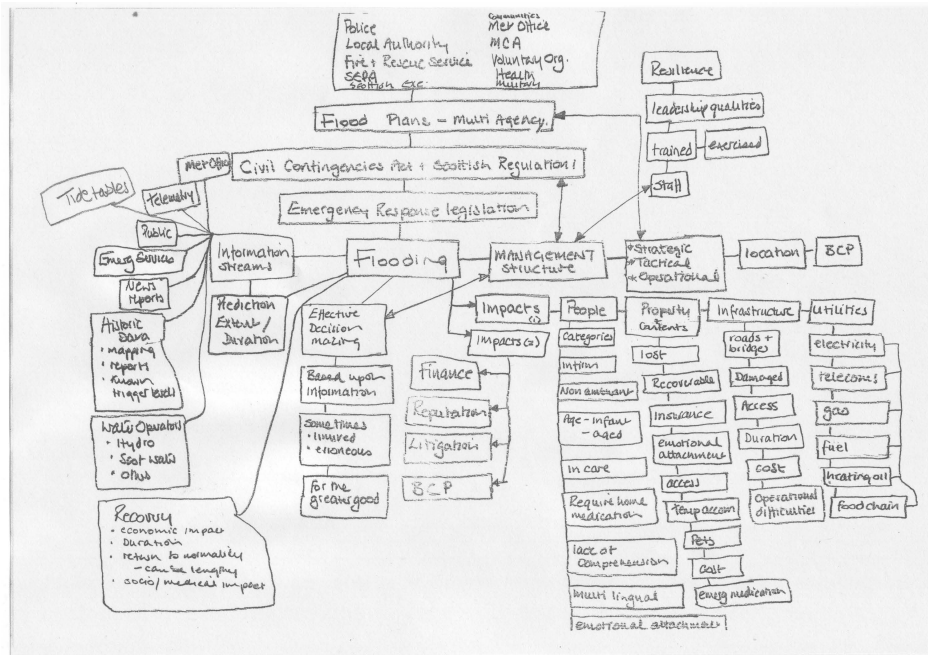 Police
Local Authority
Fire + Rescue Service
SEPA
Scottish Exe.
Communities
Met Office
MCA
Voluntary Org.
Health
Military
Flood Plans - Multi Agency.
Civil Contingencies Act + Scottish Regulations
Emergency Response legislation
Resilience
leadership qualities
trained
exercised
Staff
Met Office
Telemetry
Tide tables
Public
Emerg Services
News
reports
Historic
Data
• mapping
• reports
• known
trigger levels
Water Operators
• Hydro
• Scot Water
• Others
Information
Streams
Prediction
Extent /
Duration
Flooding
MANAGEMENT
Structure
* Strategic
* Tactical
* Operational
location
BCP
Effective
Decision
making
Based upon
information
Sometimes
• limited
• erroneous
for the
greater good
Impacts (1)
Impacts (2)
Finance
Reputation
Litigation
BCP
People
Categories
Infirm
Non ambulant
Age - infant
- aged
In care
Require home
medication
lack of
comprehension
Multi lingual
emotional attachment
Property
&
Contents
lost
Recoverable
Insurance
emotional
attachment
access
Temp accom
Pets
Cost
emerg medication
Infrastructure
roads +
bridges
Damaged
Access
Duration
cost
Operational
difficulties
utilities
electricity
telecoms
gas
fuel
heating oil
food chain
Recovery
• economic impact
• Duration
• return to normality
- can be lengthy
• socio/medical impact